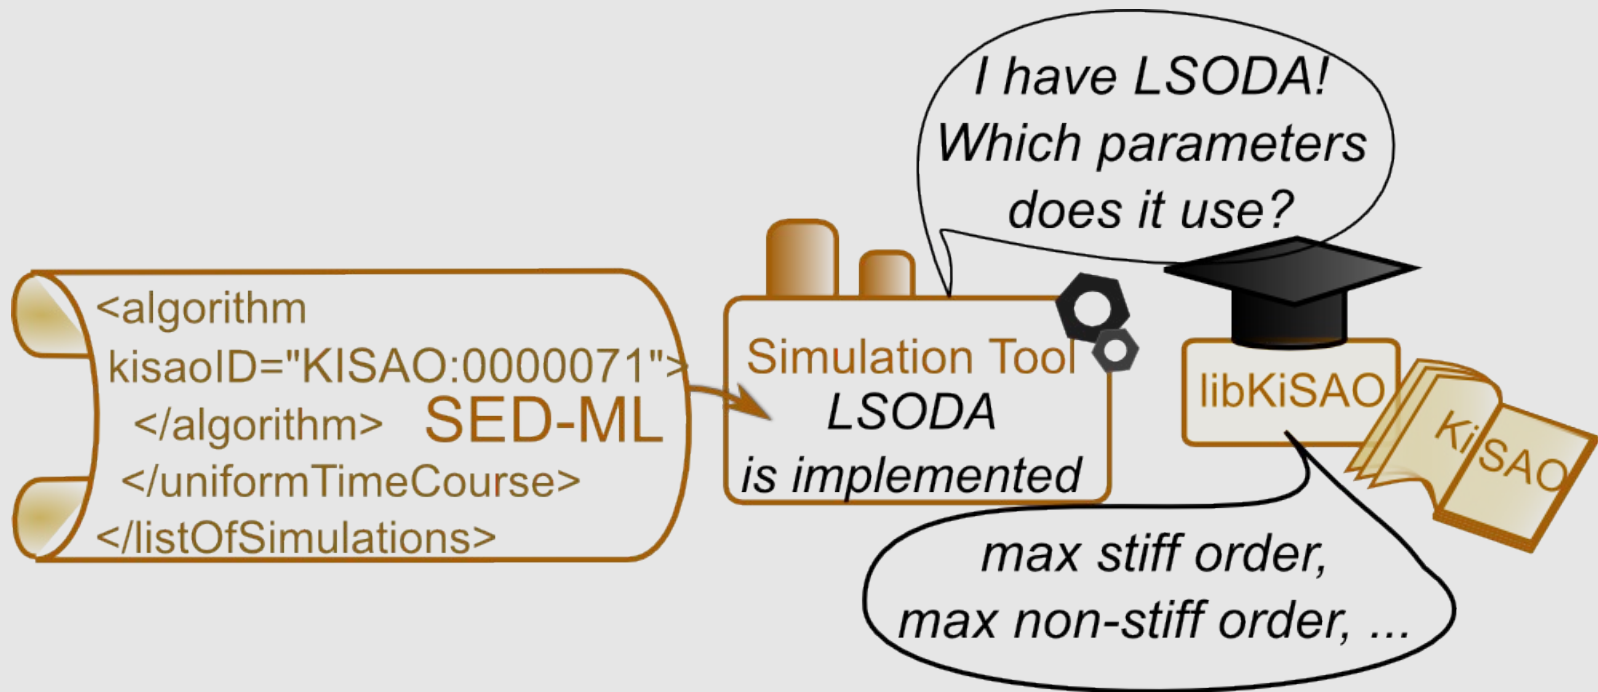 I have LSODA!
Which parameters
does it use?
<algorithm
kisaoID="KISAO:0000071">
</algorithm> SED-ML
</uniformTimeCourse>
</listOfSimulations>
Simulation Tool
LSODA
is implemented
libKiSAO
KiSAO
max stiff order,
max non-stiff order, ...